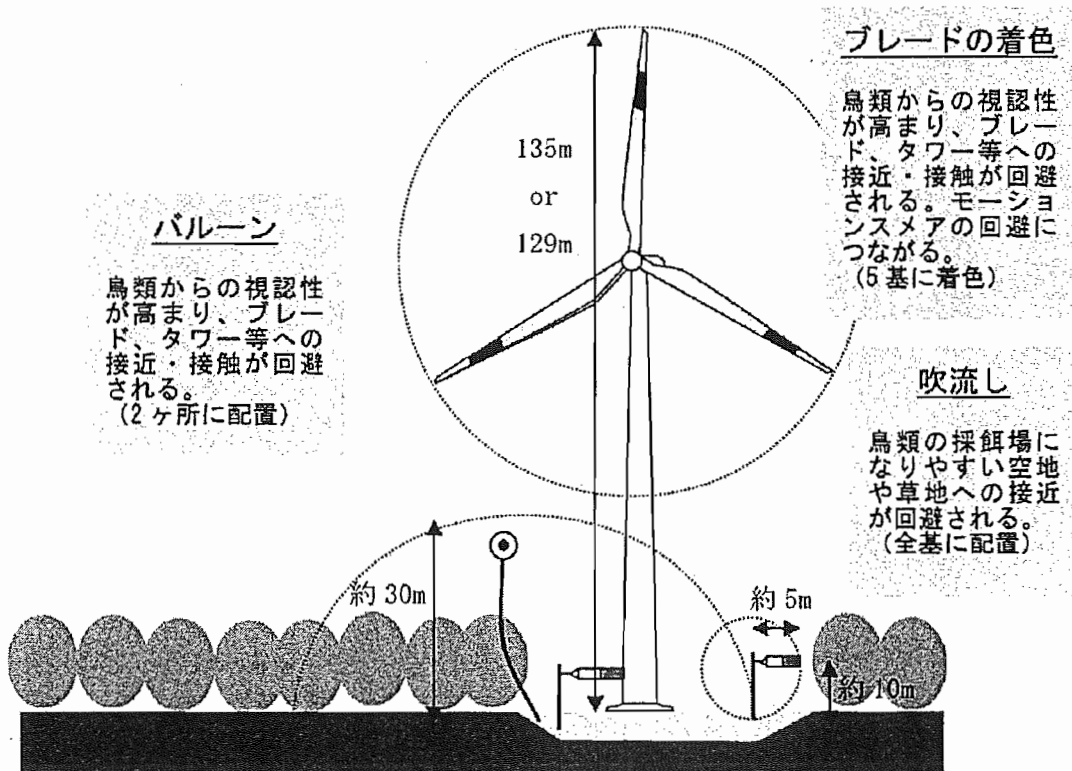 ブレードの着色
鳥類からの視認性
が高まり、ブレー
ド、タワー等への
接近・接触が回避
される。モーショ
ンスメアの回避に
つながる。
(5基に着色)
135m
or
129m
バルーン
鳥類からの視認性
が高まり、ブレー
ド、タワー等への
接近・接触が回避
される。
(2ヶ所に配置)
吹流し
鳥類の採餌場に
なりやすい空地
や草地への接近
が回避される。
(全基に配置)
約30m
約5m
約10m